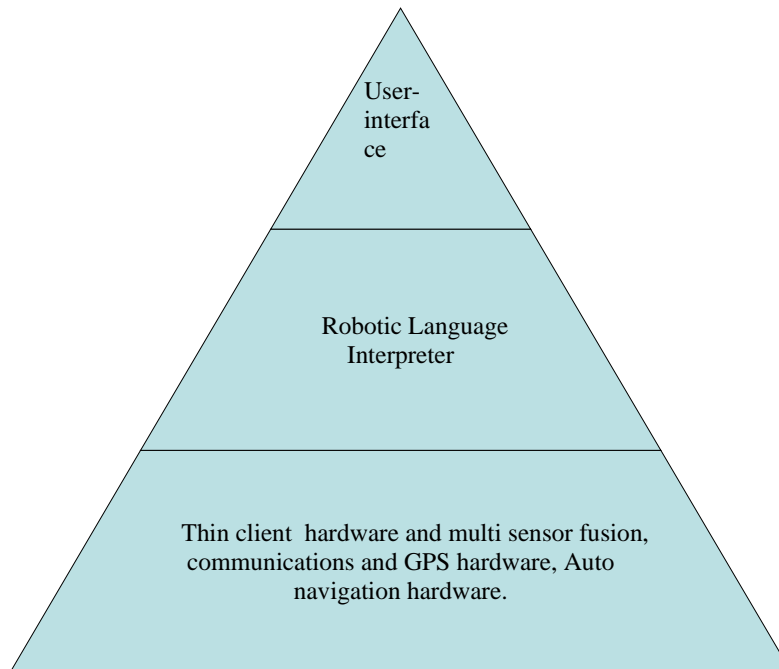 User-
interfa
ce
Robotic Language
Interpreter
Thin client hardware and multi sensor fusion,
communications and GPS hardware, Auto
navigation hardware.